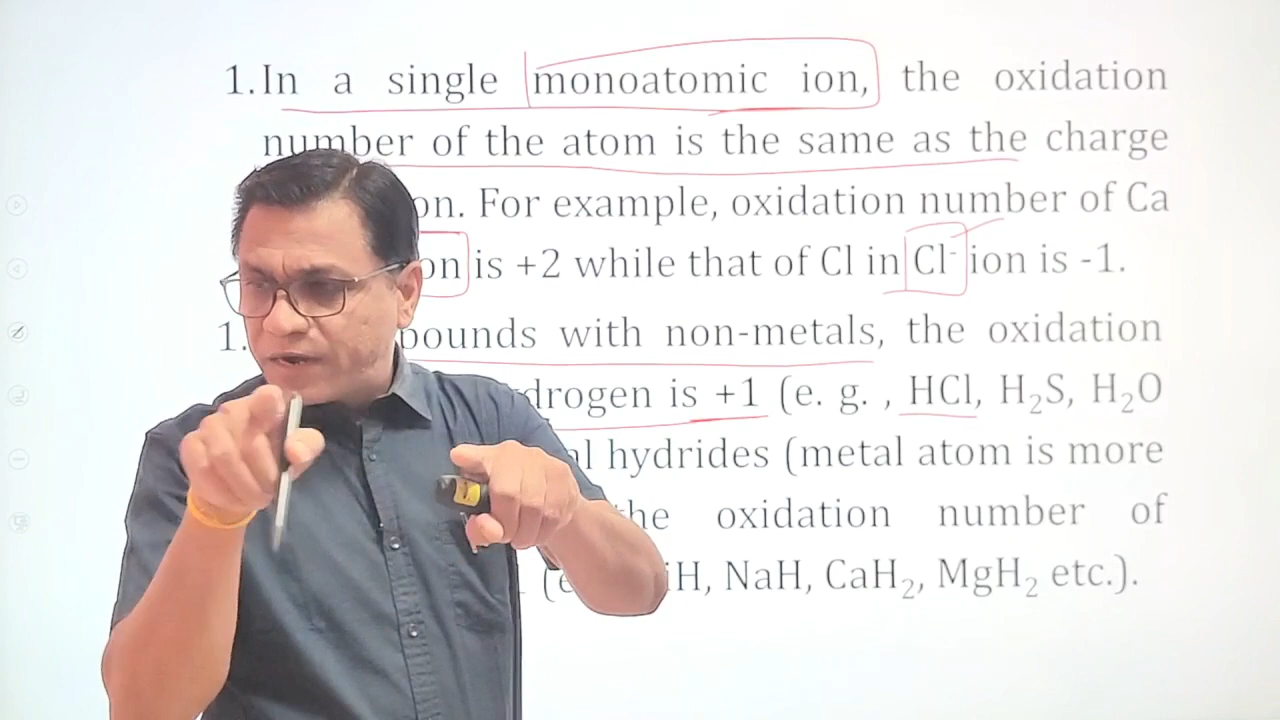 1.In a single monoatomic ion, the oxidation
number of the atom is the same as the charge
on. For example, oxidation number of Ca
on is +2 while that of Cl in Cl⁻ ion is -1.
1. pounds with non-metals, the oxidation
drogen is +1 (e. g. , HCl, H₂S, H₂O
l hydrides (metal atom is more
he oxidation number of
(e iH, NaH, CaH₂, MgH₂ etc.).